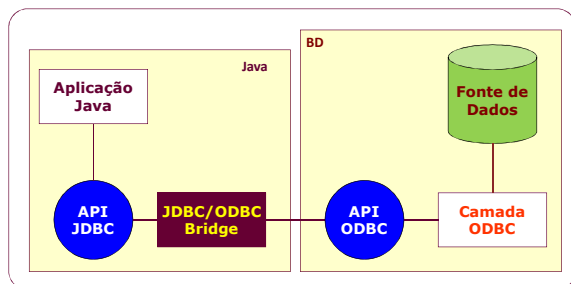 Java
Aplicação
Java
API
JDBC
JDBC/ODBC
Bridge
BD
Fonte de
Dados
API
ODBC
Camada
ODBC